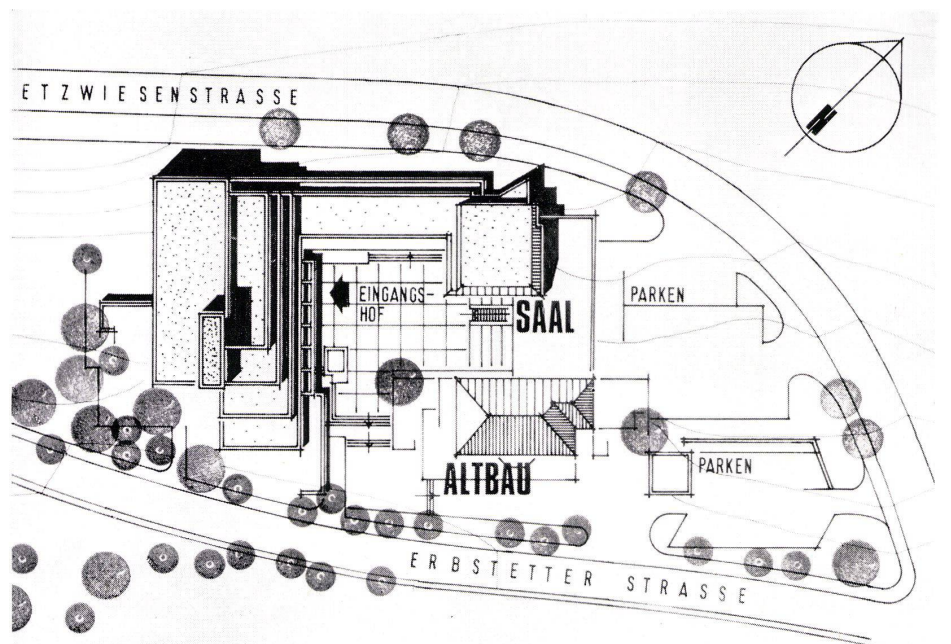 ETZWIESENSTRASSE
EINGANGS-
HOF
SAAL
PARKEN
ALTBAU
PARKEN
ERBSTETTER STRASSE